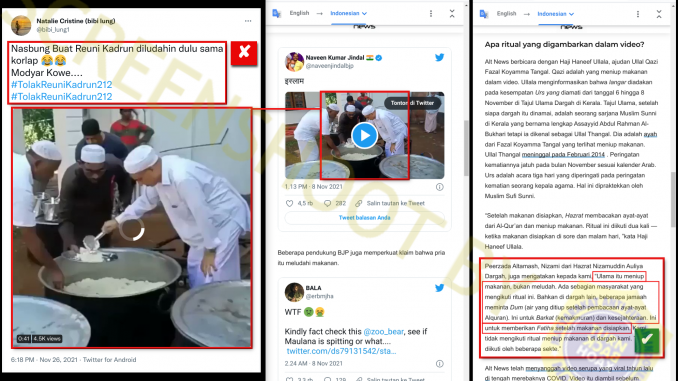 Natalie Cristine (bibi lung)
@bibi_lung1
Nasbung Buat Reuni Kadrun diludahin dulu sama
korlap 😂😂
Modyar Kowe....
#TolakReuniKadrun212
#TolakReuniKadrun212
0:41
4.5K views
6:18 PM · Nov 26, 2021 · Twitter for Android
English → Indonesian
news
Naveen Kumar Jindal 🇮🇳
@naveenjindalbjp
इस्लाम
Tonton di Twitter
1.13 PM · 8 Nov 2021
4,5 rb
282
Salin tautan ke Tweet
Tweet balasan Anda
Beberapa pendukung BJP juga memperkuat klaim bahwa pria
itu meludahi makanan.
BALA
@erbmjha
WTF
Kindly fact check this @zoo_bear, see if
Maulana is spitting or what....
twitter.com/ds79131542/sta...
2.24 AM · 8 Nov 2021
129
Salin tautan ke Tweet
English → Indonesian
news
Apa ritual yang digambarkan dalam video?
Alt News berbicara dengan Haji Haneef Ullala, ajudan Ullal Qazi
Fazal Koyamma Tangal. Qazi adalah yang meniup makanan
dalam video. Ullala menginformasikan bahwa langar diadakan
pada kesempatan Urs yang diamati dari tanggal 6 hingga 8
November di Tajul Ulama Dargah di Kerala. Tajul Ulama, setelah
siapa dargah itu dinamai, adalah seorang sarjana Muslim Sunni
di Kerala yang bernama lengkap Assayyid Abdul Rahman Al-
Bukhari tetapi ia dikenal sebagai Ullal Thangal. Dia adalah ayah
dari Fazal Koyamma Tangal yang terlihat meniup makanan.
Ullal Thangal meninggal pada Februari 2014 . Peringatan
kematiannya jatuh pada bulan November sesuai kalender Arab.
Urs adalah acara tiga hari yang diperingati pada peringatan
kematian seorang kepala agama. Hal ini dipraktekkan oleh
Muslim Sufi Sunni.
"Setelah makanan disiapkan, Hazrat membacakan ayat-ayat
dari Al-Qur'an dan meniup makanan. Ritual ini diikuti dua kali —
ketika makanan disiapkan di sore dan malam hari," kata Haji
Haneef Ullala.
Peerzada Altamash, Nizami dari Hazrat Nizamuddin Auliya
Dargah, juga mengatakan kepada kami, "Ulama itu meniup
makanan, bukan meludah. Ada sebagian masyarakat yang
mengikuti ritual ini. Bahkan di dargah lain, beberapa jamaah
meminta Dum (air yang ditiup setelah pembacaan ayat-ayat
Alquran). Ini untuk Barkat (kemakmuran) dan kesejahteraan. Ini
untuk memberikan Fatiha setelah makanan disiapkan. Kami
tidak mengikuti ritual makanan di dargah kami,
diikuti oleh beberapa sekte."
Alt News telah menyanggah video serupa yang viral tahun lalu
di tengah merebaknya COVID. Video itu diambil sebelum